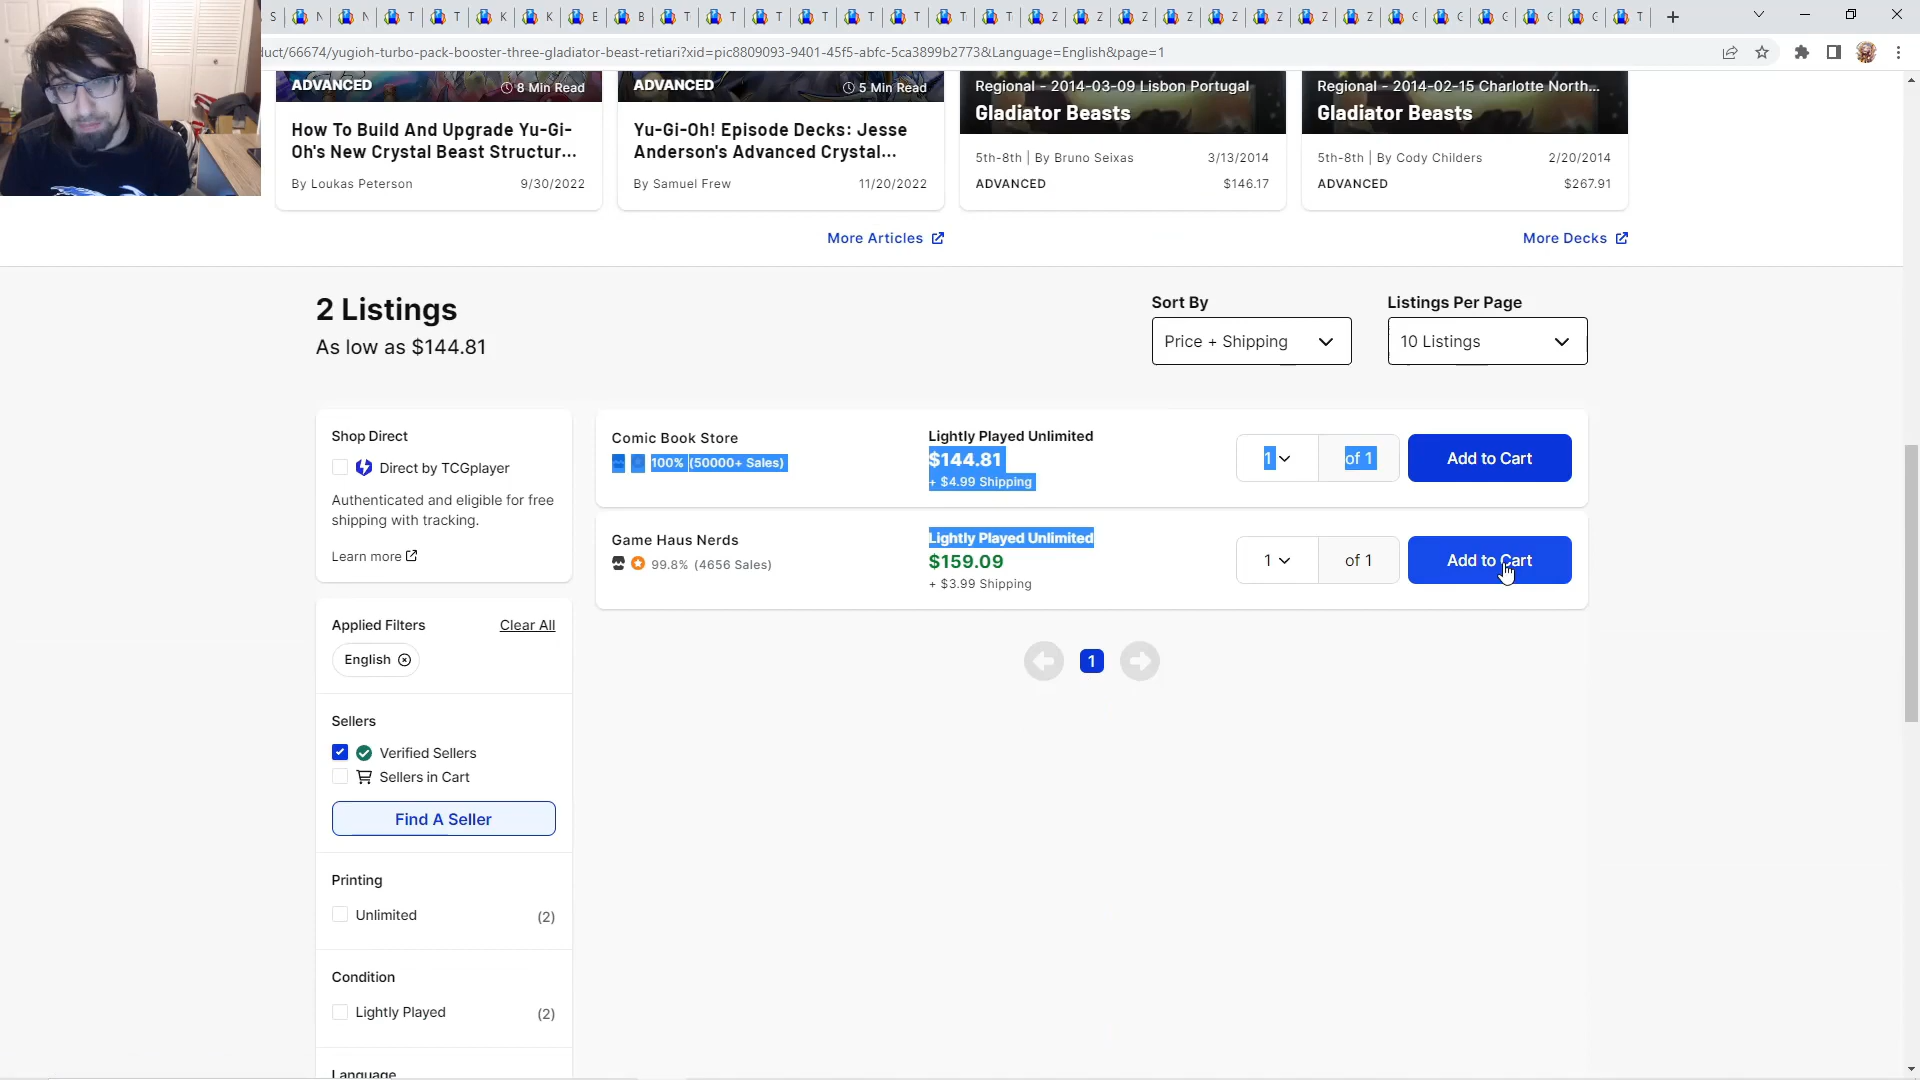 S N N T T K K E B T T T T T T T T Z Z Z Z Z Z Z Z G G G G G T
duct/66674/yugioh-turbo-pack-booster-three-gladiator-beast-retiari?xid=pic8809093-9401-45f5-abfc-5ca3899b2773&Language=English&page=1
ADVANCED 8 Min Read
How To Build And Upgrade Yu-Gi-
Oh's New Crystal Beast Structur...
By Loukas Peterson 9/30/2022
ADVANCED 5 Min Read
Yu-Gi-Oh! Episode Decks: Jesse
Anderson's Advanced Crystal...
By Samuel Frew 11/20/2022
Regional - 2014-03-09 Lisbon Portugal
Gladiator Beasts
5th-8th | By Bruno Seixas 3/13/2014
ADVANCED $146.17
Regional - 2014-02-15 Charlotte North...
Gladiator Beasts
5th-8th | By Cody Childers 2/20/2014
ADVANCED $267.91
More Articles
More Decks
2 Listings
As low as $144.81
Sort By
Price + Shipping
Listings Per Page
10 Listings
Shop Direct
Direct by TCGplayer
Authenticated and eligible for free
shipping with tracking.
Learn more
Comic Book Store
100% (50000+ Sales)
Lightly Played Unlimited
$144.81
+ $4.99 Shipping
1 of 1
Add to Cart
Game Haus Nerds
99.8% (4656 Sales)
Lightly Played Unlimited
$159.09
+ $3.99 Shipping
1 of 1
Add to Cart
1
Applied Filters Clear All
English
Sellers
Verified Sellers
Sellers in Cart
Find A Seller
Printing
Unlimited (2)
Condition
Lightly Played (2)
Language